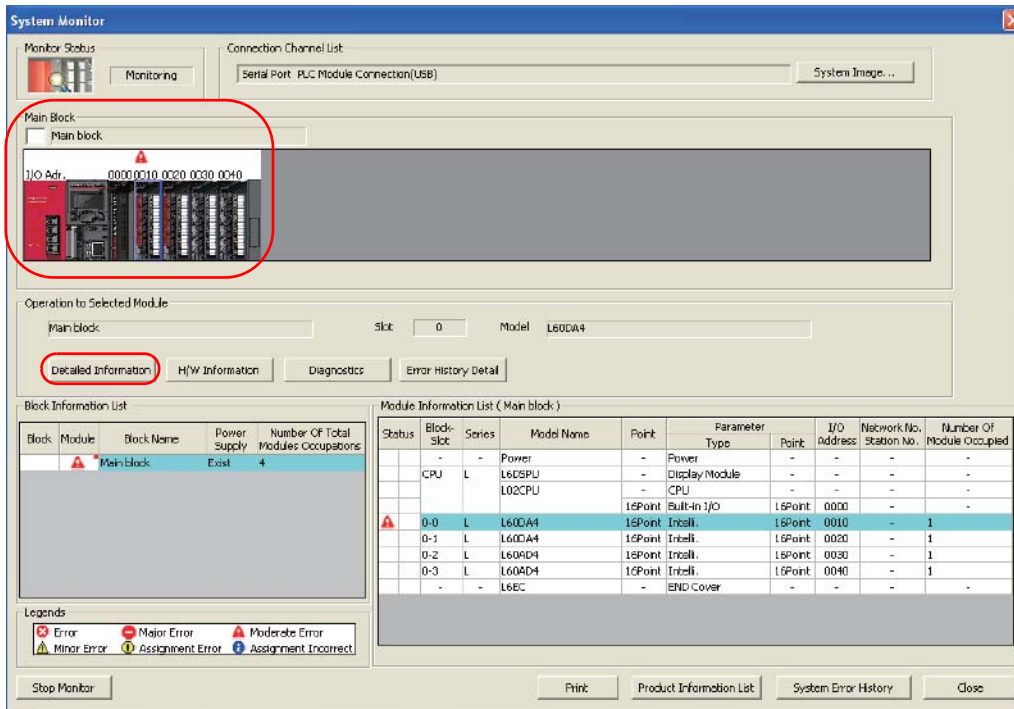 System Monitor
Monitor Status
Connection Channel List
Monitoring
Serial Port PLC Module Connection(USB)
System Image...
Main Block
Main block
I/O Adr. 0000 0010 0020 0030 0040
Operation to Selected Module
Main block
Slot 0 Model L60DA4
Detailed Information
H/W Information
Diagnostics
Error History Detail
Block Information List
Block Module Block Name Power Supply Number Of Total Modules Occupations
Main block Exist 4
Module Information List ( Main block )
Status Block-Slot Series Model Name Point Parameter Type Point I/O Address Network No. Station No. Number Of Module Occupied
- - Power - Power - - - -
CPU L L6DSPU - Display Module - - - -
L02CPU - CPU - - - -
16Point Built-in I/O 16Point 0000 - -
0-0 L L60DA4 16Point Intelli. 16Point 0010 - 1
0-1 L L60DA4 16Point Intelli. 16Point 0020 - 1
0-2 L L60AD4 16Point Intelli. 16Point 0030 - 1
0-3 L L60AD4 16Point Intelli. 16Point 0040 - 1
- - L6EC - END Cover - - - -
Legends
Error Major Error Moderate Error
Minor Error Assignment Error Assignment Incorrect
Stop Monitor
Print
Product Information List
System Error History
Close